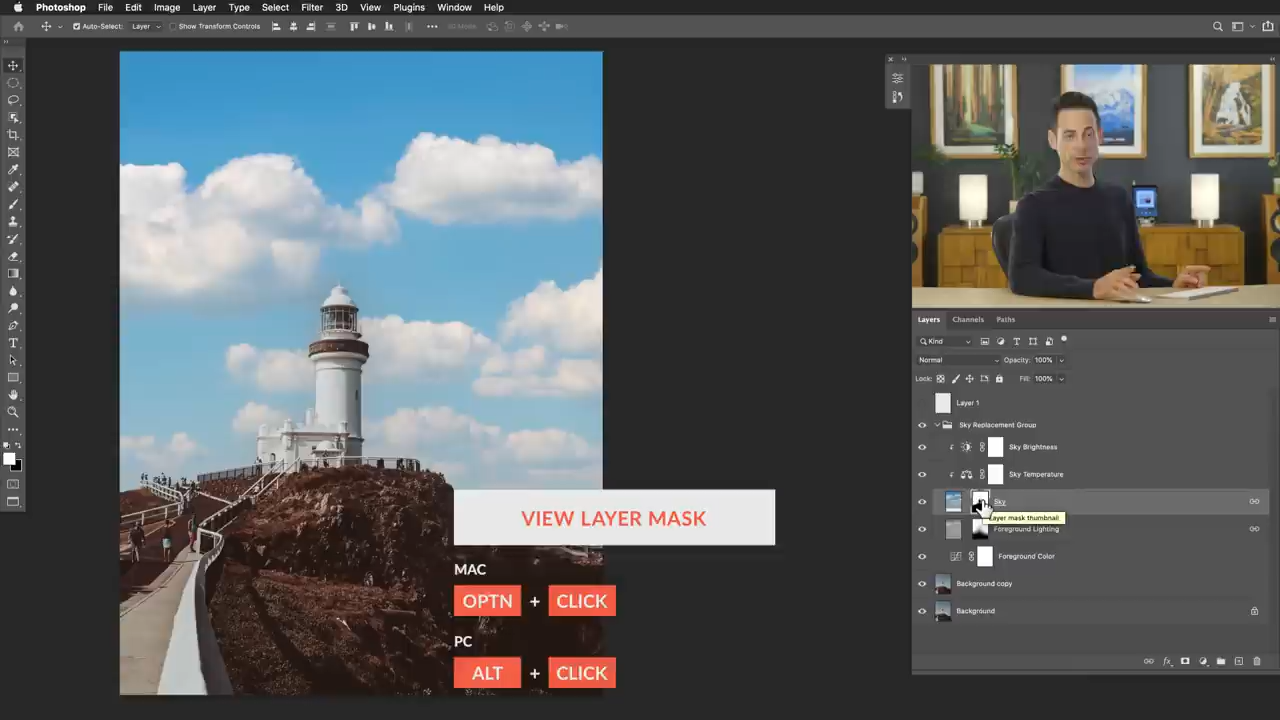 Photoshop File Edit Image Layer Type Select Filter 3D View Plugins Window Help
Auto-Select: Layer Show Transform Controls
3D Mode:
VIEW LAYER MASK
MAC
OPTN + CLICK
PC
ALT + CLICK
Layers Channels Paths
Kind
Normal Opacity: 100%
Lock: Fill: 100%
Layer 1
Sky Replacement Group
Sky Brightness
Sky Temperature
Sky
Layer mask thumbnail
Foreground Lighting
Foreground Color
Background copy
Background